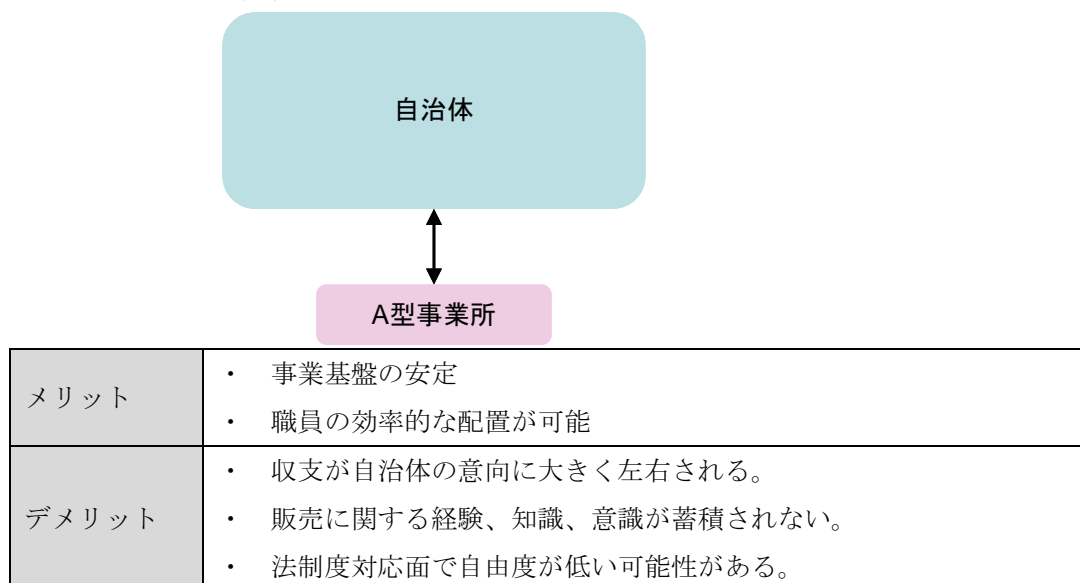 自治体
A型事業所
メリット
・ 事業基盤の安定
・ 職員の効率的な配置が可能
デメリット
・ 収支が自治体の意向に大きく左右される。
・ 販売に関する経験、知識、意識が蓄積されない。
・ 法制度対応面で自由度が低い可能性がある。